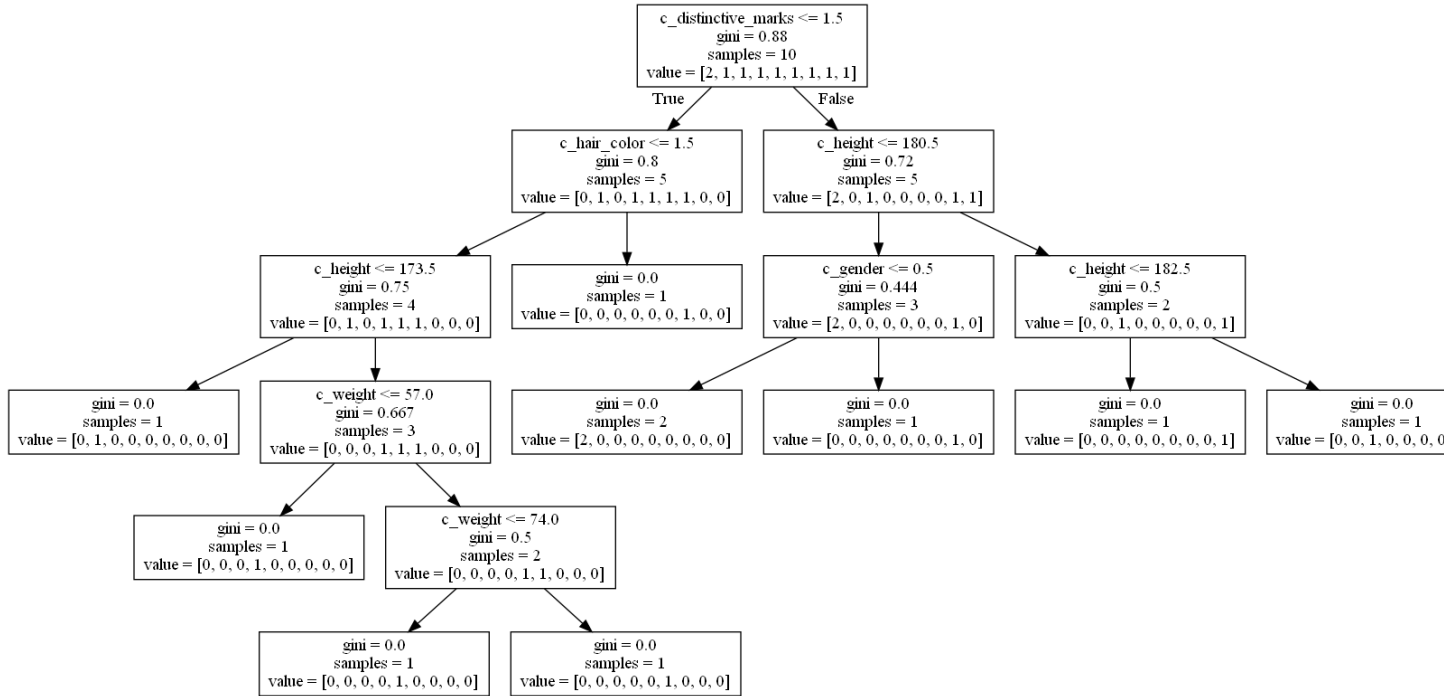 c_distinctive_marks <= 1.5
gini = 0.88
samples = 10
value = [2, 1, 1, 1, 1, 1, 1, 1, 1]
True
False
c_hair_color <= 1.5
gini = 0.8
samples = 5
value = [0, 1, 0, 1, 1, 1, 1, 0, 0]
c_height <= 180.5
gini = 0.72
samples = 5
value = [2, 0, 1, 0, 0, 0, 0, 1, 1]
c_height <= 173.5
gini = 0.75
samples = 4
value = [0, 1, 0, 1, 1, 1, 0, 0, 0]
gini = 0.0
samples = 1
value = [0, 0, 0, 0, 0, 0, 1, 0, 0]
c_gender <= 0.5
gini = 0.444
samples = 3
value = [2, 0, 0, 0, 0, 0, 0, 1, 0]
c_height <= 182.5
gini = 0.5
samples = 2
value = [0, 0, 1, 0, 0, 0, 0, 0, 1]
gini = 0.0
samples = 1
value = [0, 1, 0, 0, 0, 0, 0, 0, 0]
c_weight <= 57.0
gini = 0.667
samples = 3
value = [0, 0, 0, 1, 1, 1, 0, 0, 0]
gini = 0.0
samples = 2
value = [2, 0, 0, 0, 0, 0, 0, 0, 0]
gini = 0.0
samples = 1
value = [0, 0, 0, 0, 0, 0, 0, 1, 0]
gini = 0.0
samples = 1
value = [0, 0, 0, 0, 0, 0, 0, 0, 1]
gini = 0.0
samples = 1
value = [0, 0, 1, 0, 0, 0, 0
gini = 0.0
samples = 1
value = [0, 0, 0, 1, 0, 0, 0, 0, 0]
c_weight <= 74.0
gini = 0.5
samples = 2
value = [0, 0, 0, 0, 1, 1, 0, 0, 0]
gini = 0.0
samples = 1
value = [0, 0, 0, 0, 1, 0, 0, 0, 0]
gini = 0.0
samples = 1
value = [0, 0, 0, 0, 0, 1, 0, 0, 0]